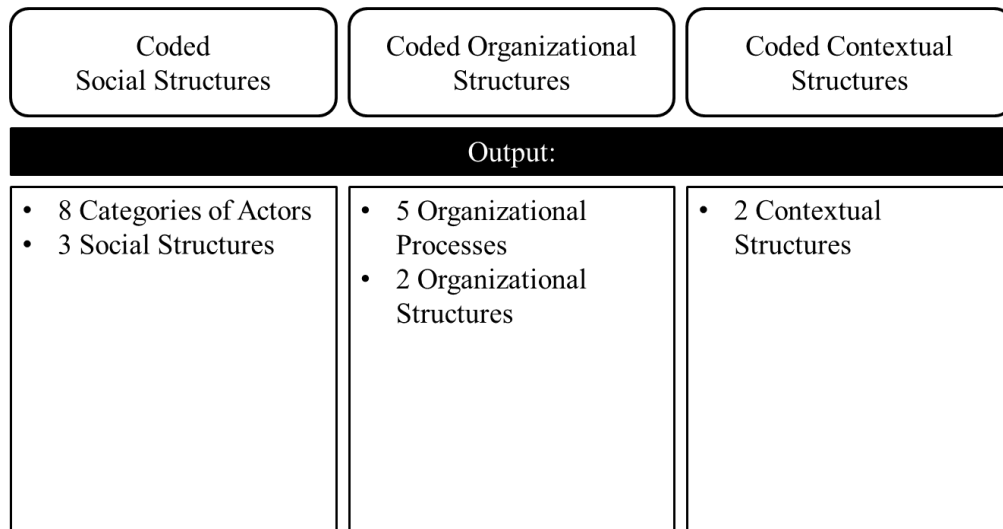 Coded
Social Structures
Coded Organizational
Structures
Coded Contextual
Structures
Output:
• 8 Categories of Actors
• 3 Social Structures
• 5 Organizational
Processes
• 2 Organizational
Structures
• 2 Contextual
Structures